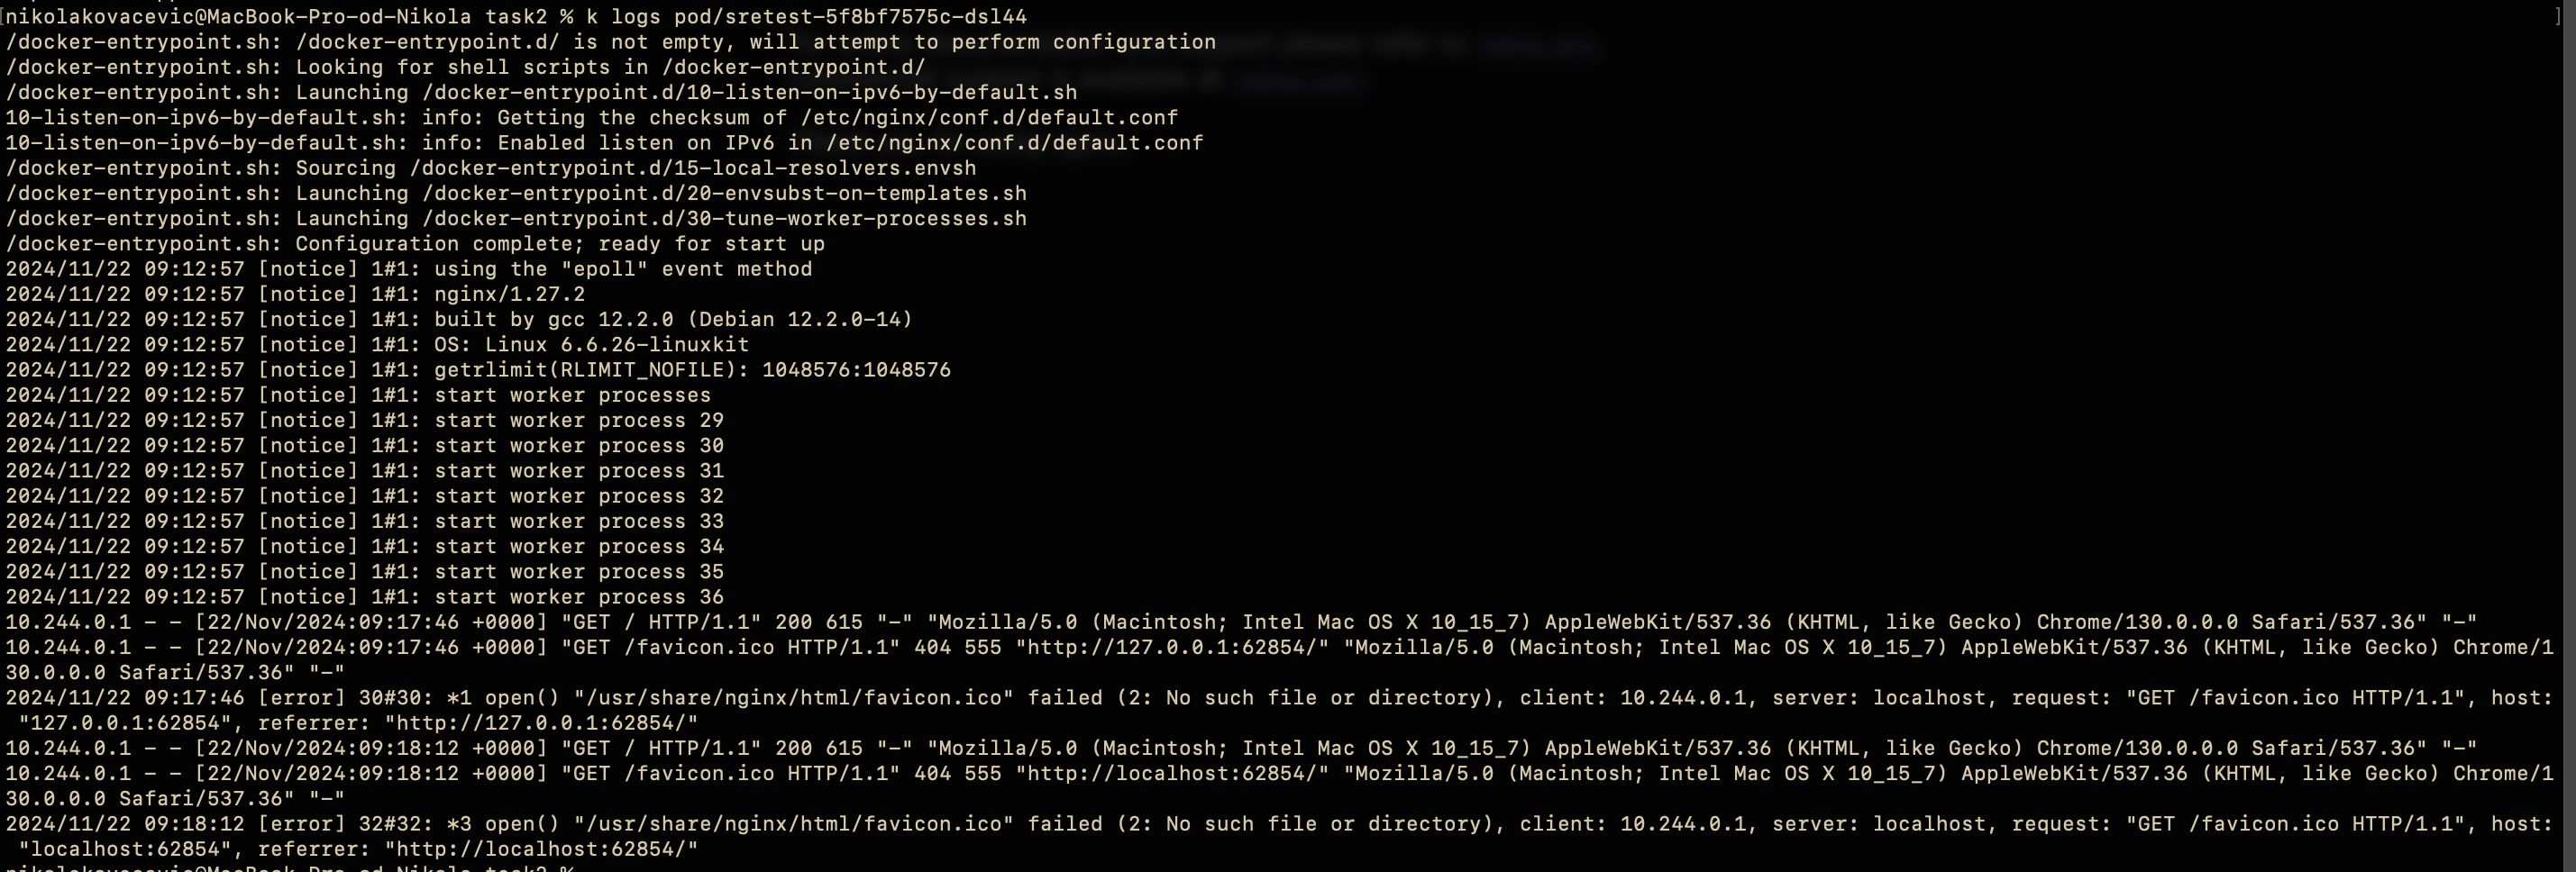 [nikolakovacevic@MacBook-Pro-od-Nikola task2 % k logs pod/sretest-5f8bf7575c-dsl44 ]
/docker-entrypoint.sh: /docker-entrypoint.d/ is not empty, will attempt to perform configuration
/docker-entrypoint.sh: Looking for shell scripts in /docker-entrypoint.d/
/docker-entrypoint.sh: Launching /docker-entrypoint.d/10-listen-on-ipv6-by-default.sh
10-listen-on-ipv6-by-default.sh: info: Getting the checksum of /etc/nginx/conf.d/default.conf
10-listen-on-ipv6-by-default.sh: info: Enabled listen on IPv6 in /etc/nginx/conf.d/default.conf
/docker-entrypoint.sh: Sourcing /docker-entrypoint.d/15-local-resolvers.envsh
/docker-entrypoint.sh: Launching /docker-entrypoint.d/20-envsubst-on-templates.sh
/docker-entrypoint.sh: Launching /docker-entrypoint.d/30-tune-worker-processes.sh
/docker-entrypoint.sh: Configuration complete; ready for start up
2024/11/22 09:12:57 [notice] 1#1: using the "epoll" event method
2024/11/22 09:12:57 [notice] 1#1: nginx/1.27.2
2024/11/22 09:12:57 [notice] 1#1: built by gcc 12.2.0 (Debian 12.2.0-14)
2024/11/22 09:12:57 [notice] 1#1: OS: Linux 6.6.26-linuxkit
2024/11/22 09:12:57 [notice] 1#1: getrlimit(RLIMIT_NOFILE): 1048576:1048576
2024/11/22 09:12:57 [notice] 1#1: start worker processes
2024/11/22 09:12:57 [notice] 1#1: start worker process 29
2024/11/22 09:12:57 [notice] 1#1: start worker process 30
2024/11/22 09:12:57 [notice] 1#1: start worker process 31
2024/11/22 09:12:57 [notice] 1#1: start worker process 32
2024/11/22 09:12:57 [notice] 1#1: start worker process 33
2024/11/22 09:12:57 [notice] 1#1: start worker process 34
2024/11/22 09:12:57 [notice] 1#1: start worker process 35
2024/11/22 09:12:57 [notice] 1#1: start worker process 36
10.244.0.1 - - [22/Nov/2024:09:17:46 +0000] "GET / HTTP/1.1" 200 615 "-" "Mozilla/5.0 (Macintosh; Intel Mac OS X 10_15_7) AppleWebKit/537.36 (KHTML, like Gecko) Chrome/130.0.0.0 Safari/537.36" "-"
10.244.0.1 - - [22/Nov/2024:09:17:46 +0000] "GET /favicon.ico HTTP/1.1" 404 555 "http://127.0.0.1:62854/" "Mozilla/5.0 (Macintosh; Intel Mac OS X 10_15_7) AppleWebKit/537.36 (KHTML, like Gecko) Chrome/1
30.0.0.0 Safari/537.36" "-"
2024/11/22 09:17:46 [error] 30#30: *1 open() "/usr/share/nginx/html/favicon.ico" failed (2: No such file or directory), client: 10.244.0.1, server: localhost, request: "GET /favicon.ico HTTP/1.1", host:
"127.0.0.1:62854", referrer: "http://127.0.0.1:62854/"
10.244.0.1 - - [22/Nov/2024:09:18:12 +0000] "GET / HTTP/1.1" 200 615 "-" "Mozilla/5.0 (Macintosh; Intel Mac OS X 10_15_7) AppleWebKit/537.36 (KHTML, like Gecko) Chrome/130.0.0.0 Safari/537.36" "-"
10.244.0.1 - - [22/Nov/2024:09:18:12 +0000] "GET /favicon.ico HTTP/1.1" 404 555 "http://localhost:62854/" "Mozilla/5.0 (Macintosh; Intel Mac OS X 10_15_7) AppleWebKit/537.36 (KHTML, like Gecko) Chrome/1
30.0.0.0 Safari/537.36" "-"
2024/11/22 09:18:12 [error] 32#32: *3 open() "/usr/share/nginx/html/favicon.ico" failed (2: No such file or directory), client: 10.244.0.1, server: localhost, request: "GET /favicon.ico HTTP/1.1", host:
"localhost:62854", referrer: "http://localhost:62854/"
nikolakovacevic@MacBook-Pro-od-Nikola task2 %